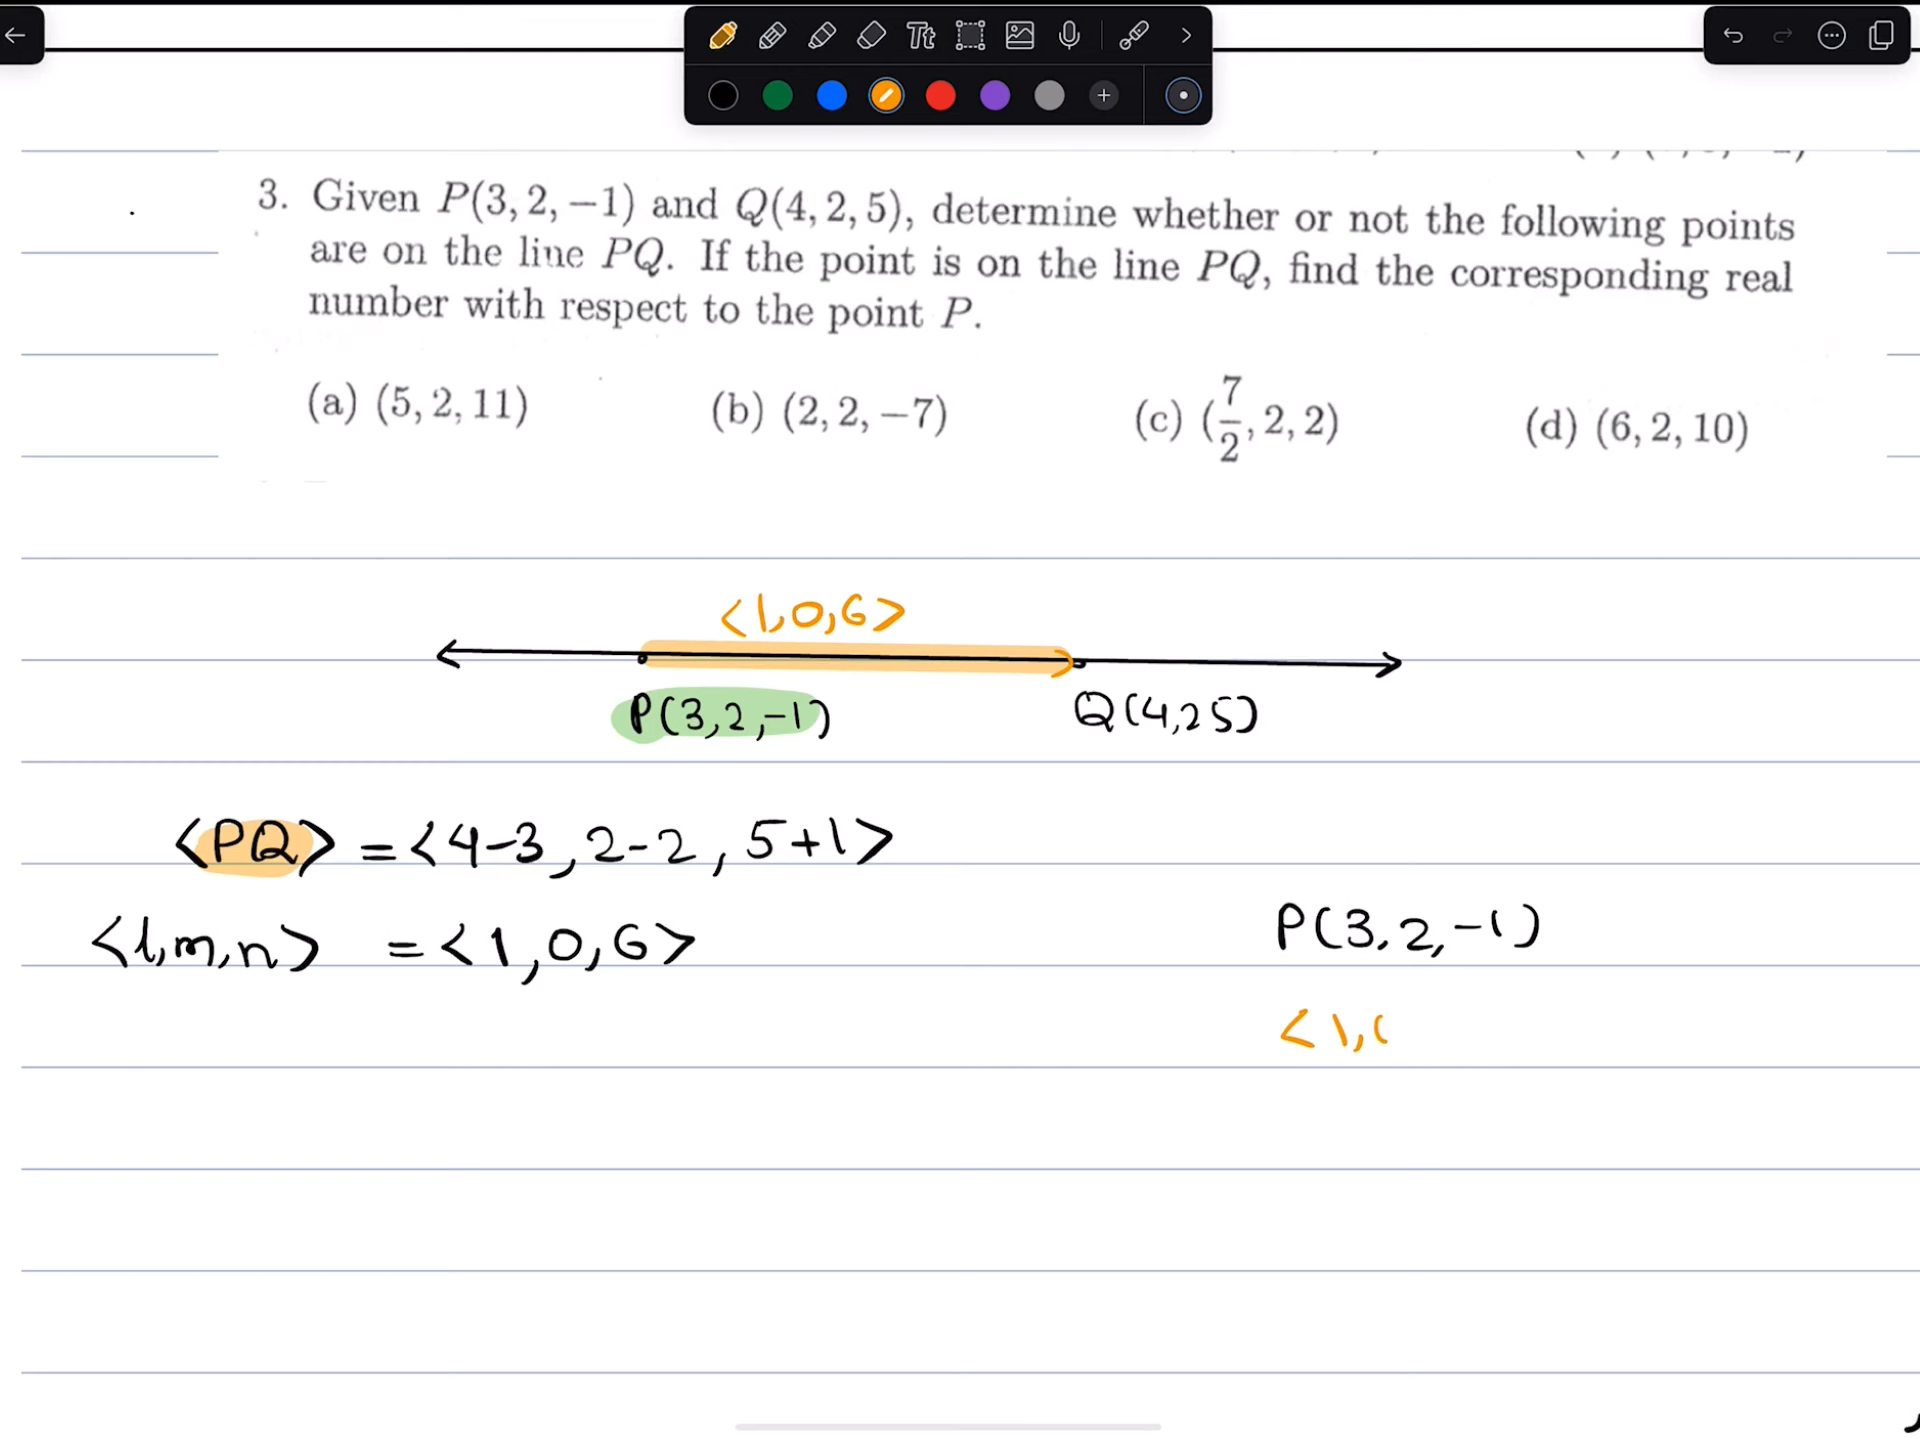 Tt
3. Given P(3, 2, −1) and Q(4, 2, 5), determine whether or not the following points
are on the line PQ. If the point is on the line PQ, find the corresponding real
number with respect to the point P.
(a) (5, 2, 11) (b) (2, 2, −7) (c) (7/2, 2, 2) (d) (6, 2, 10)
<1,0,6>
P(3,2,-1) Q(4,2 5)
<PQ> = <4-3, 2-2, 5+1>
<l,m,n> = <1,0,6>
P(3,2,-1)
<1,(